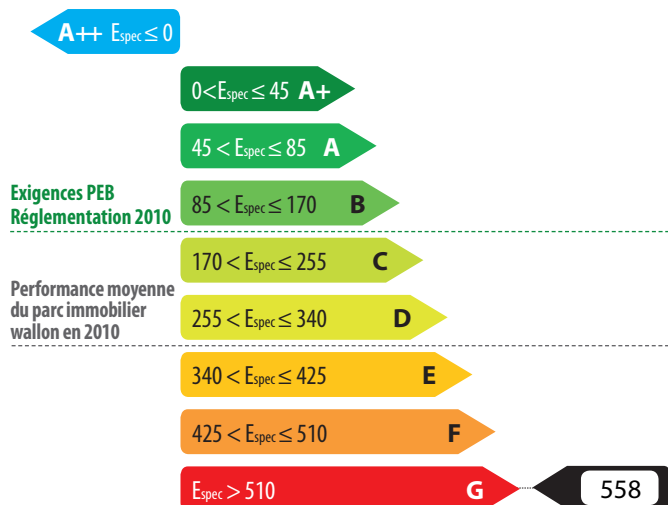 A++ Espec ≤ 0
0<Espec ≤ 45 A+
45 < Espec ≤ 85 A
Exigences PEB
Réglementation 2010
85 < Espec ≤ 170 B
170 < Espec ≤ 255 C
Performance moyenne
du parc immobilier
wallon en 2010
255 < Espec ≤ 340 D
340 < Espec ≤ 425 E
425 < Espec ≤ 510 F
Espec > 510 G 558